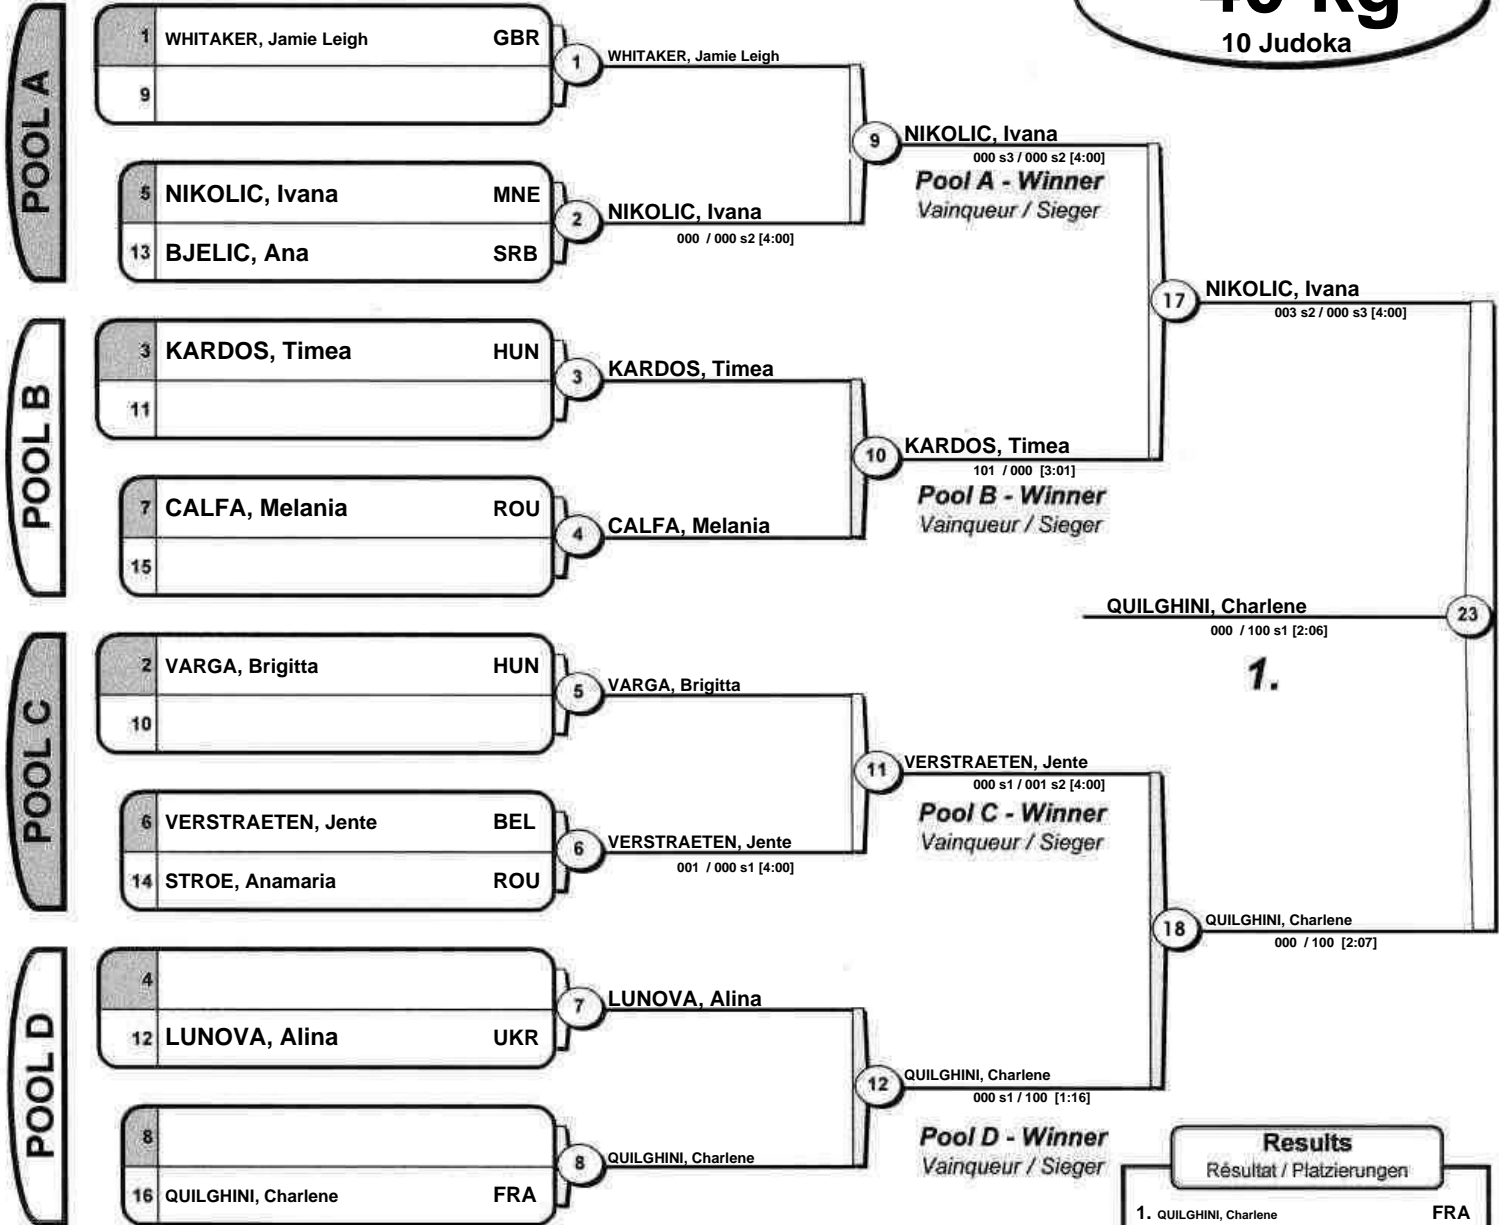 10 Judoka
POOL A
1 WHITAKER, Jamie Leigh GBR
9
1 WHITAKER, Jamie Leigh
5 NIKOLIC, Ivana MNE
13 BJELIC, Ana SRB
2 NIKOLIC, Ivana
000 / 000 s2 [4:00]
9 NIKOLIC, Ivana
000 s3 / 000 s2 [4:00]
Pool A - Winner
Vainqueur / Sieger
POOL B
3 KARDOS, Timea HUN
11
3 KARDOS, Timea
7 CALFA, Melania ROU
15
4 CALFA, Melania
10 KARDOS, Timea
101 / 000 [3:01]
Pool B - Winner
Vainqueur / Sieger
17 NIKOLIC, Ivana
003 s2 / 000 s3 [4:00]
QUILGHINI, Charlene 23
000 / 100 s1 [2:06]
1.
POOL C
2 VARGA, Brigitta HUN
10
5 VARGA, Brigitta
6 VERSTRAETEN, Jente BEL
14 STROE, Anamaria ROU
6 VERSTRAETEN, Jente
001 / 000 s1 [4:00]
11 VERSTRAETEN, Jente
000 s1 / 001 s2 [4:00]
Pool C - Winner
Vainqueur / Sieger
18 QUILGHINI, Charlene
000 / 100 [2:07]
POOL D
4
12 LUNOVA, Alina UKR
7 LUNOVA, Alina
8
16 QUILGHINI, Charlene FRA
8 QUILGHINI, Charlene
12 QUILGHINI, Charlene
000 s1 / 100 [1:16]
Pool D - Winner
Vainqueur / Sieger
Results
Résultat / Platzierungen
1. QUILGHINI, Charlene FRA